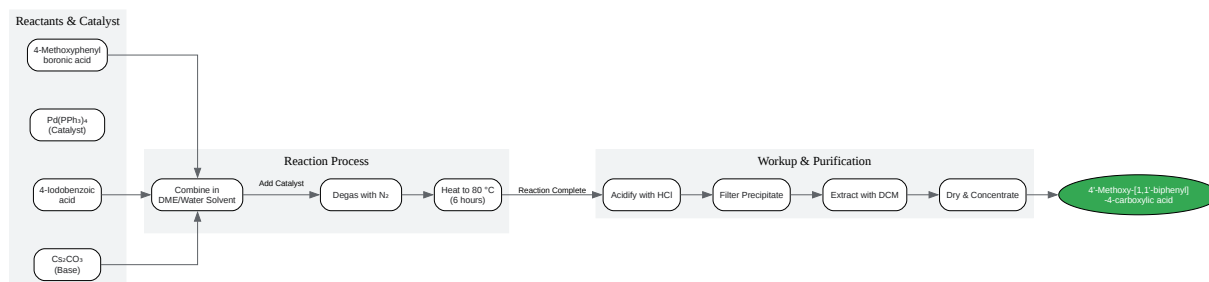 Reactants & Catalyst
4-Methoxyphenyl
boronic acid
Pd(PPh₃)₄
(Catalyst)
4-Iodobenzoic
acid
Cs₂CO₃
(Base)
Reaction Process
Combine in
DME/Water Solvent
Add Catalyst
Degas with N₂
Heat to 80 °C
(6 hours)
Reaction Complete
Workup & Purification
Acidify with HCl
Filter Precipitate
Extract with DCM
Dry & Concentrate
4'-Methoxy-[1,1'-biphenyl]
-4-carboxylic acid